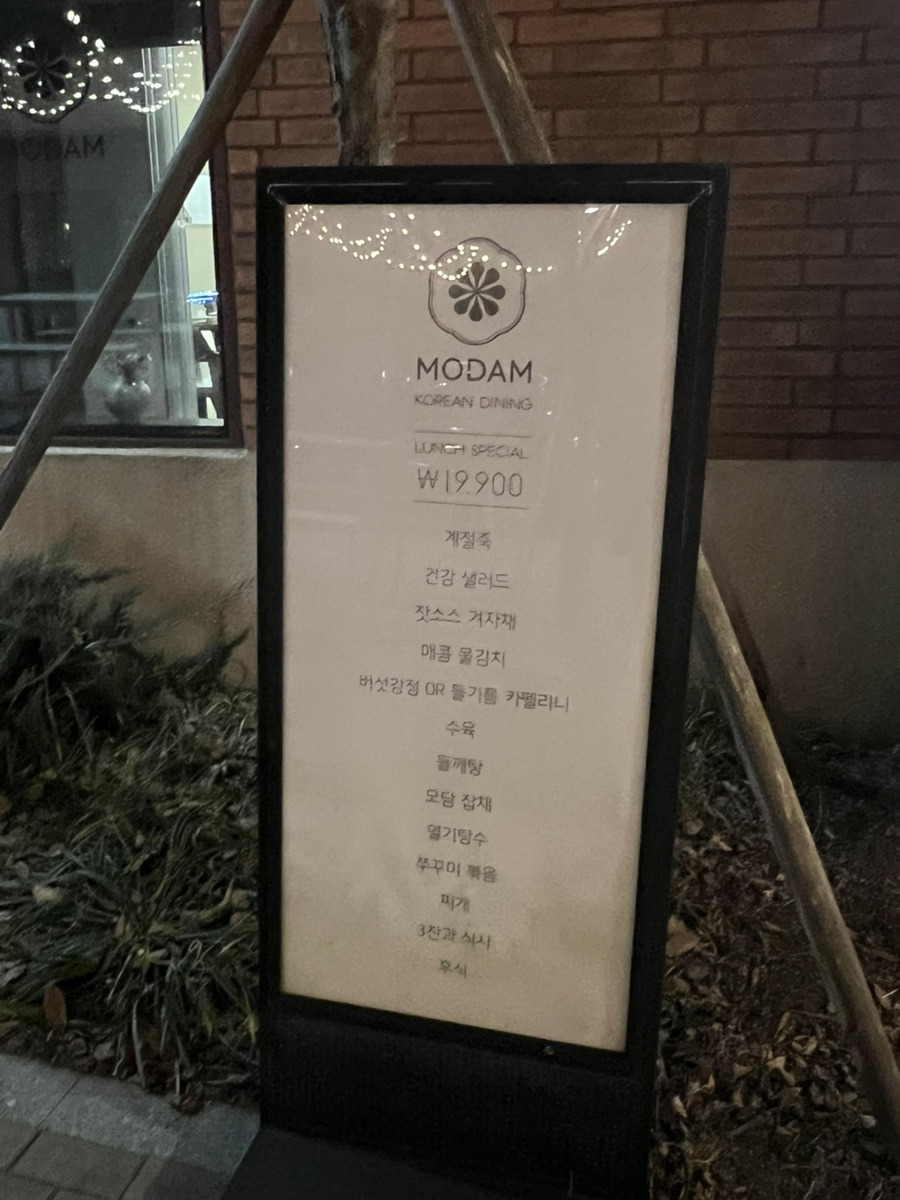 MODAM
MODAM
KOREAN DINING
LUNCH SPECIAL
₩19,900
계절죽
건강 샐러드
잣소스 겨자채
매콤 물김치
버섯강정 OR 들기름 카펠리니
수육
들깨탕
모담 잡채
열기탕수
쭈꾸미 볶음
찌개
3찬과 식사
후식